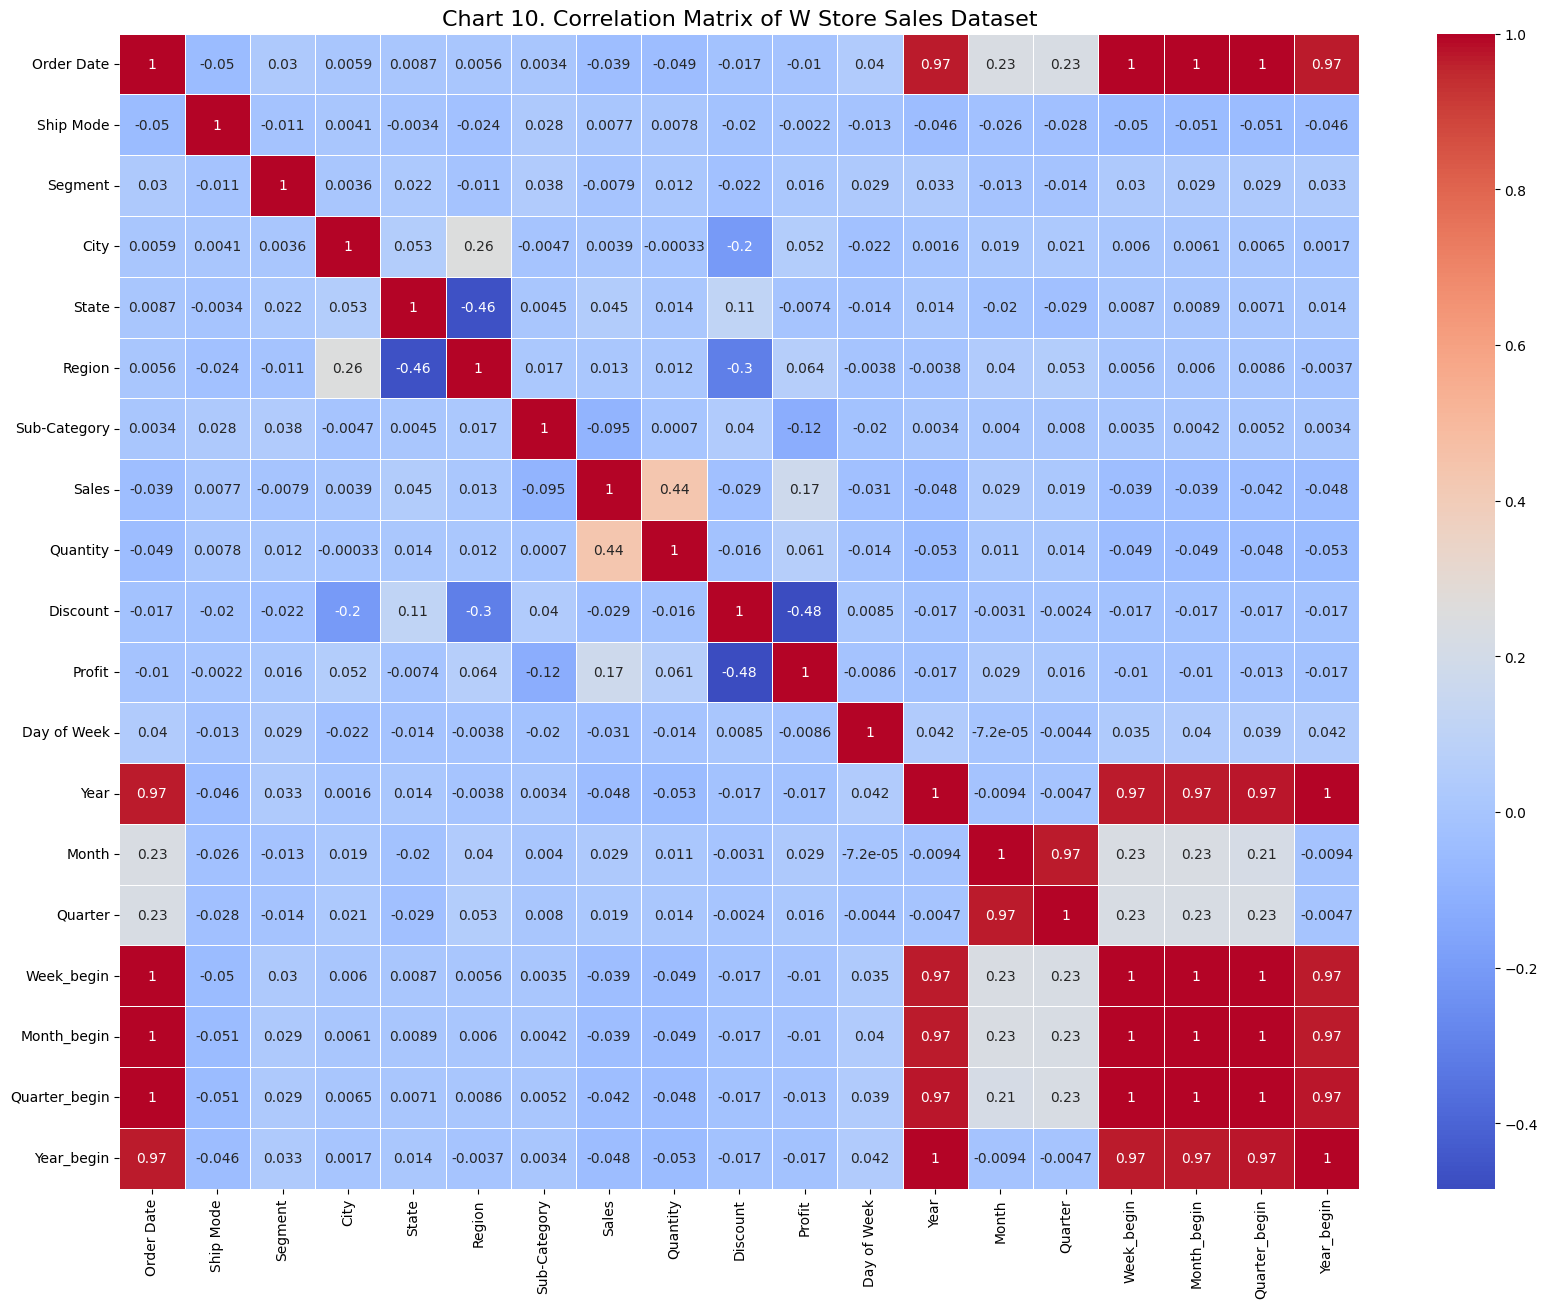 Chart 10. Correlation Matrix of W Store Sales Dataset
Order Date 1 -0.05 0.03 0.0059 0.0087 0.0056 0.0034 -0.039 -0.049 -0.017 -0.01 0.04 0.97 0.23 0.23 1 1 1 0.97
Ship Mode -0.05 1 -0.011 0.0041 -0.0034 -0.024 0.028 0.0077 0.0078 -0.02 -0.0022 -0.013 -0.046 -0.026 -0.028 -0.05 -0.051 -0.051 -0.046
Segment 0.03 -0.011 1 0.0036 0.022 -0.011 0.038 -0.0079 0.012 -0.022 0.016 0.029 0.033 -0.013 -0.014 0.03 0.029 0.029 0.033
City 0.0059 0.0041 0.0036 1 0.053 0.26 -0.0047 0.0039 -0.00033 -0.2 0.052 -0.022 0.0016 0.019 0.021 0.006 0.0061 0.0065 0.0017
State 0.0087 -0.0034 0.022 0.053 1 -0.46 0.0045 0.045 0.014 0.11 -0.0074 -0.014 0.014 -0.02 -0.029 0.0087 0.0089 0.0071 0.014
Region 0.0056 -0.024 -0.011 0.26 -0.46 1 0.017 0.013 0.012 -0.3 0.064 -0.0038 -0.0038 0.04 0.053 0.0056 0.006 0.0086 -0.0037
Sub-Category 0.0034 0.028 0.038 -0.0047 0.0045 0.017 1 -0.095 0.0007 0.04 -0.12 -0.02 0.0034 0.004 0.008 0.0035 0.0042 0.0052 0.0034
Sales -0.039 0.0077 -0.0079 0.0039 0.045 0.013 -0.095 1 0.44 -0.029 0.17 -0.031 -0.048 0.029 0.019 -0.039 -0.039 -0.042 -0.048
Quantity -0.049 0.0078 0.012 -0.00033 0.014 0.012 0.0007 0.44 1 -0.016 0.061 -0.014 -0.053 0.011 0.014 -0.049 -0.049 -0.048 -0.053
Discount -0.017 -0.02 -0.022 -0.2 0.11 -0.3 0.04 -0.029 -0.016 1 -0.48 0.0085 -0.017 -0.0031 -0.0024 -0.017 -0.017 -0.017 -0.017
Profit -0.01 -0.0022 0.016 0.052 -0.0074 0.064 -0.12 0.17 0.061 -0.48 1 -0.0086 -0.017 0.029 0.016 -0.01 -0.01 -0.013 -0.017
Day of Week 0.04 -0.013 0.029 -0.022 -0.014 -0.0038 -0.02 -0.031 -0.014 0.0085 -0.0086 1 0.042 -7.2e-05 -0.0044 0.035 0.04 0.039 0.042
Year 0.97 -0.046 0.033 0.0016 0.014 -0.0038 0.0034 -0.048 -0.053 -0.017 -0.017 0.042 1 -0.0094 -0.0047 0.97 0.97 0.97 1
Month 0.23 -0.026 -0.013 0.019 -0.02 0.04 0.004 0.029 0.011 -0.0031 0.029 -7.2e-05 -0.0094 1 0.97 0.23 0.23 0.21 -0.0094
Quarter 0.23 -0.028 -0.014 0.021 -0.029 0.053 0.008 0.019 0.014 -0.0024 0.016 -0.0044 -0.0047 0.97 1 0.23 0.23 0.23 -0.0047
Week_begin 1 -0.05 0.03 0.006 0.0087 0.0056 0.0035 -0.039 -0.049 -0.017 -0.01 0.035 0.97 0.23 0.23 1 1 1 0.97
Month_begin 1 -0.051 0.029 0.0061 0.0089 0.006 0.0042 -0.039 -0.049 -0.017 -0.01 0.04 0.97 0.23 0.23 1 1 1 0.97
Quarter_begin 1 -0.051 0.029 0.0065 0.0071 0.0086 0.0052 -0.042 -0.048 -0.017 -0.013 0.039 0.97 0.21 0.23 1 1 1 0.97
Year_begin 0.97 -0.046 0.033 0.0017 0.014 -0.0037 0.0034 -0.048 -0.053 -0.017 -0.017 0.042 1 -0.0094 -0.0047 0.97 0.97 0.97 1
Order Date
Ship Mode
Segment
City
State
Region
Sub-Category
Sales
Quantity
Discount
Profit
Day of Week
Year
Month
Quarter
Week_begin
Month_begin
Quarter_begin
Year_begin
1.0
0.8
0.6
0.4
0.2
0.0
−0.2
−0.4